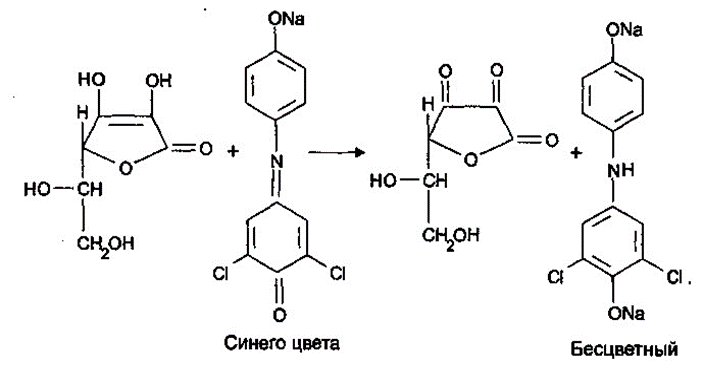 ONa
HO OH
H
O
O
HO—CH
CH₂OH
+
N
Cl Cl
O
Синего цвета
O O
H
O
O
HO—CH
CH₂OH
+
ONa
NH
Cl Cl.
ONa
Бесцветный